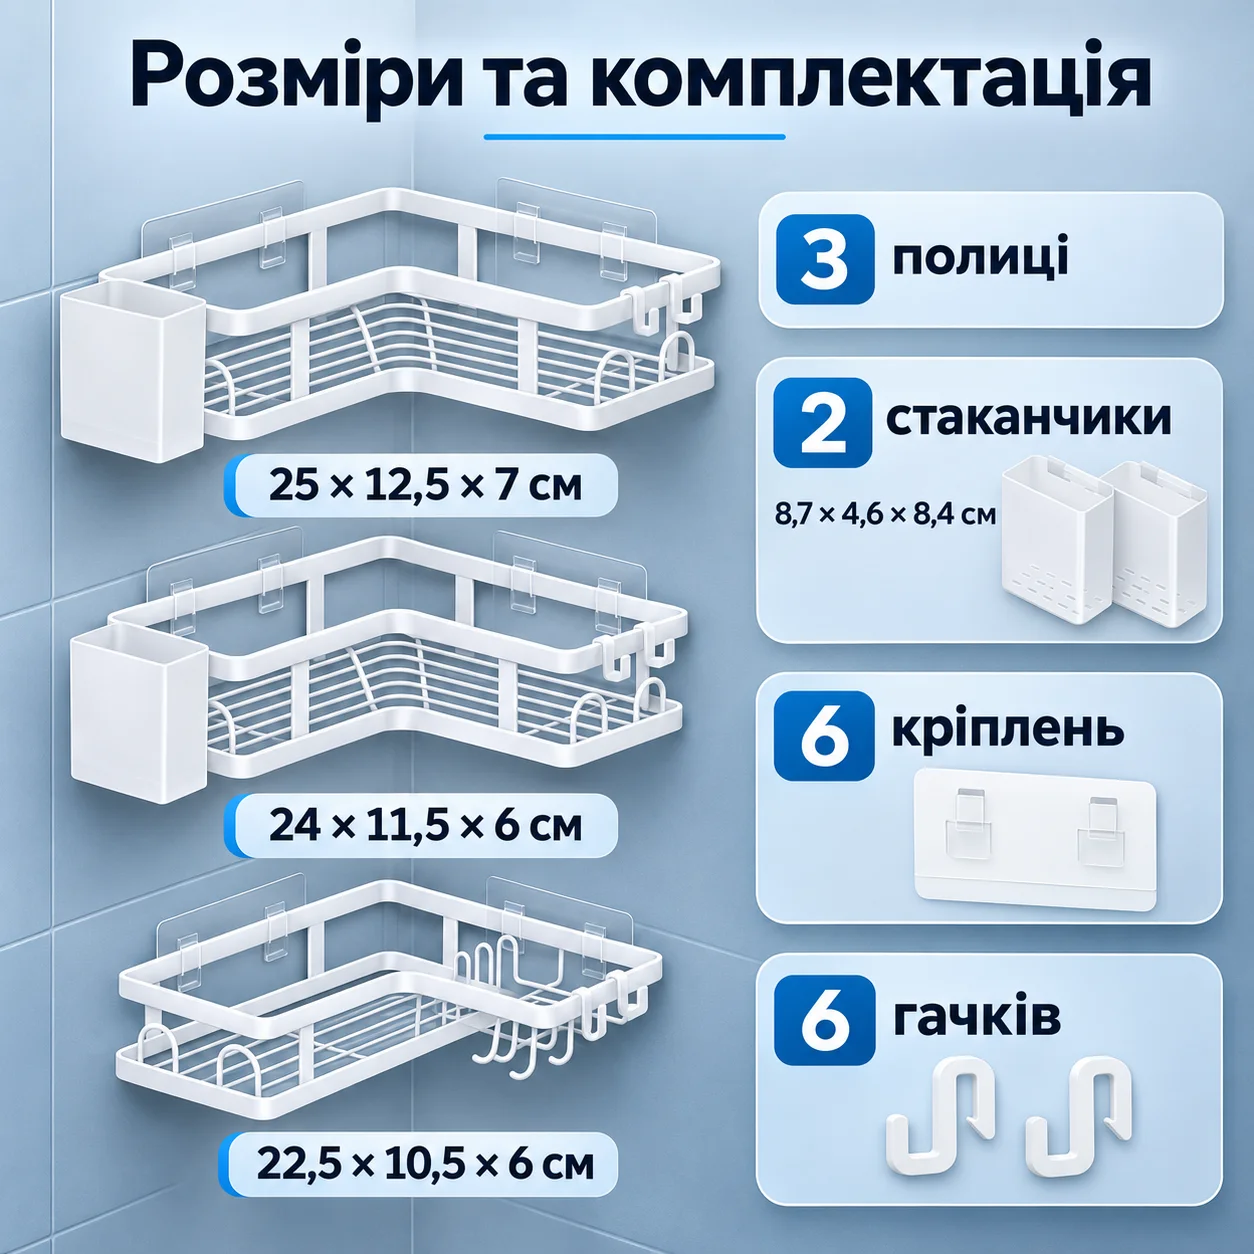 Розміри та комплектація
25 × 12,5 × 7 см
24 × 11,5 × 6 см
22,5 × 10,5 × 6 см
3 полиці
2 стаканчики
8,7 × 4,6 × 8,4 см
6 кріплень
6 гачків